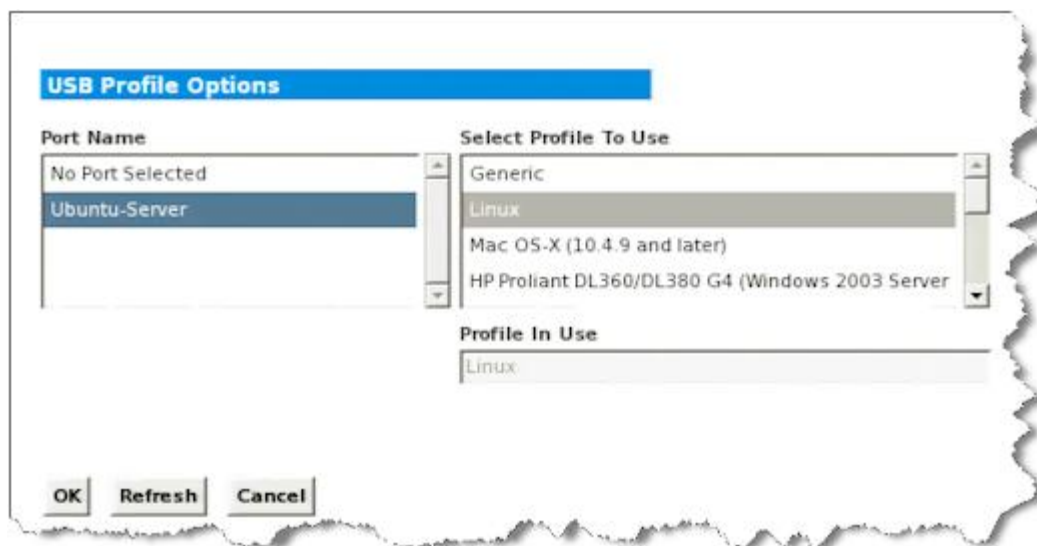 USB Profile Options
Port Name
No Port Selected
Ubuntu-Server
Select Profile To Use
Generic
Linux
Mac OS-X (10.4.9 and later)
HP Proliant DL360/DL380 G4 (Windows 2003 Server
Profile In Use
Linux
OK
Refresh
Cancel